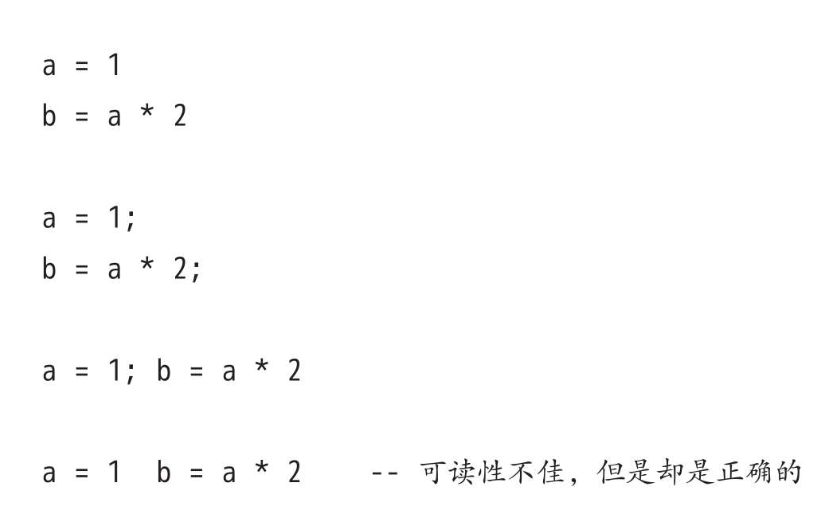 a = 1
b = a * 2
a = 1;
b = a * 2;
a = 1; b = a * 2
a = 1  b = a * 2    -- 可读性不佳，但是却是正确的